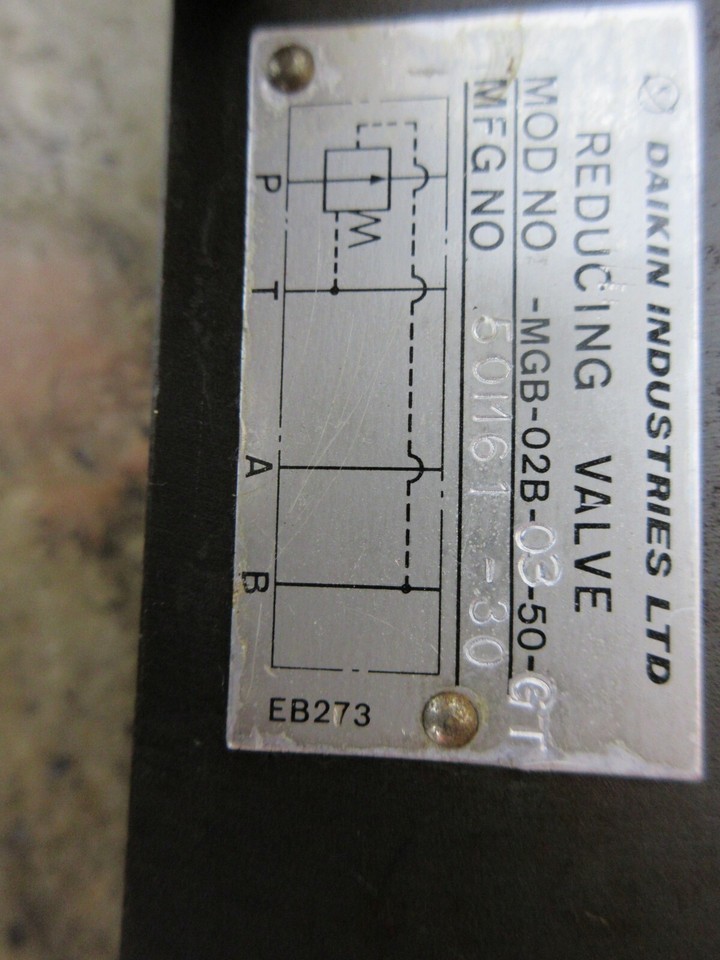 DAIKIN INDUSTRIES LTD
REDUCING VALVE
MOD NO -MGB-02B-03-50-GT
MFG NO 50161-30
P
T
A
B
EB273